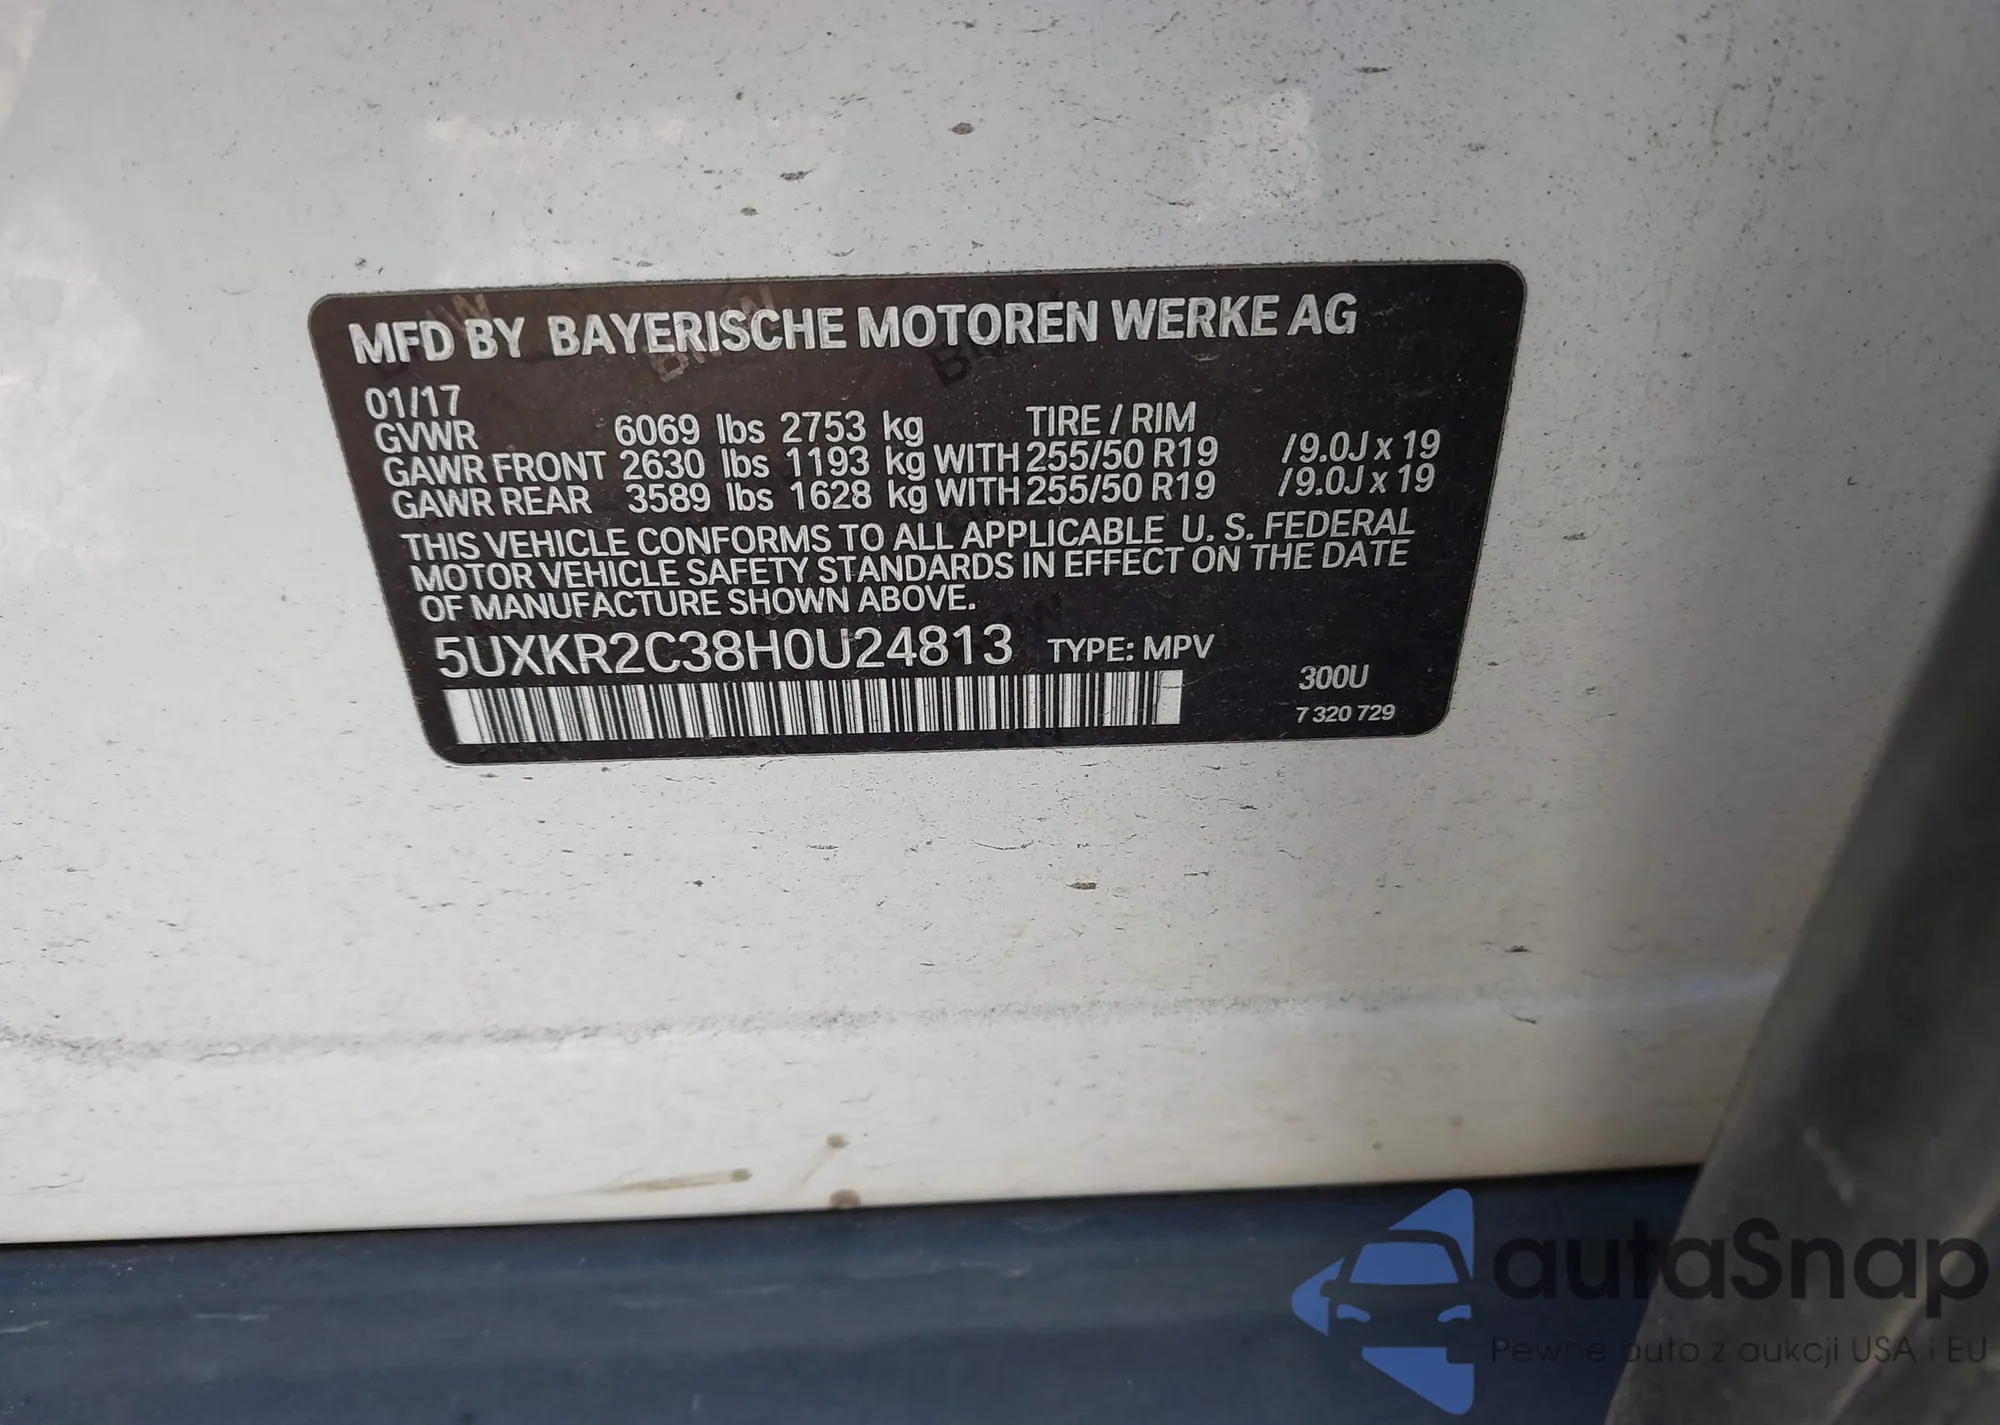 MFD BY BAYERISCHE MOTOREN WERKE AG
01/17
GVWR 6069 lbs 2753 kg TIRE / RIM
GAWR FRONT 2630 lbs 1193 kg WITH 255/50 R19 /9.0J x 19
GAWR REAR 3589 lbs 1628 kg WITH 255/50 R19 /9.0J x 19
THIS VEHICLE CONFORMS TO ALL APPLICABLE U. S. FEDERAL
MOTOR VEHICLE SAFETY STANDARDS IN EFFECT ON THE DATE
OF MANUFACTURE SHOWN ABOVE.
5UXKR2C38H0U24813 TYPE: MPV
300U
7 320 729
autaSnap
Pewne auta z aukcji USA i EU